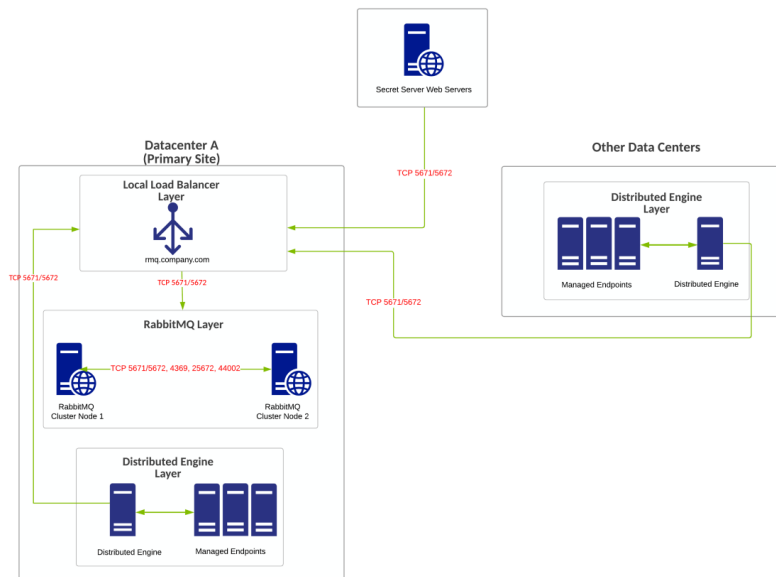 Secret Server Web Servers
TCP 5671/5672
Datacenter A
(Primary Site)
Local Load Balancer
Layer
rmq.company.com
TCP 5671/5672
TCP 5671/5672
RabbitMQ Layer
TCP 5671/5672, 4369, 25672, 44002
RabbitMQ
Cluster Node 1
RabbitMQ
Cluster Node 2
Distributed Engine
Layer
Distributed Engine
Managed Endpoints
Other Data Centers
Distributed Engine
Layer
Managed Endpoints
Distributed Engine
TCP 5671/5672